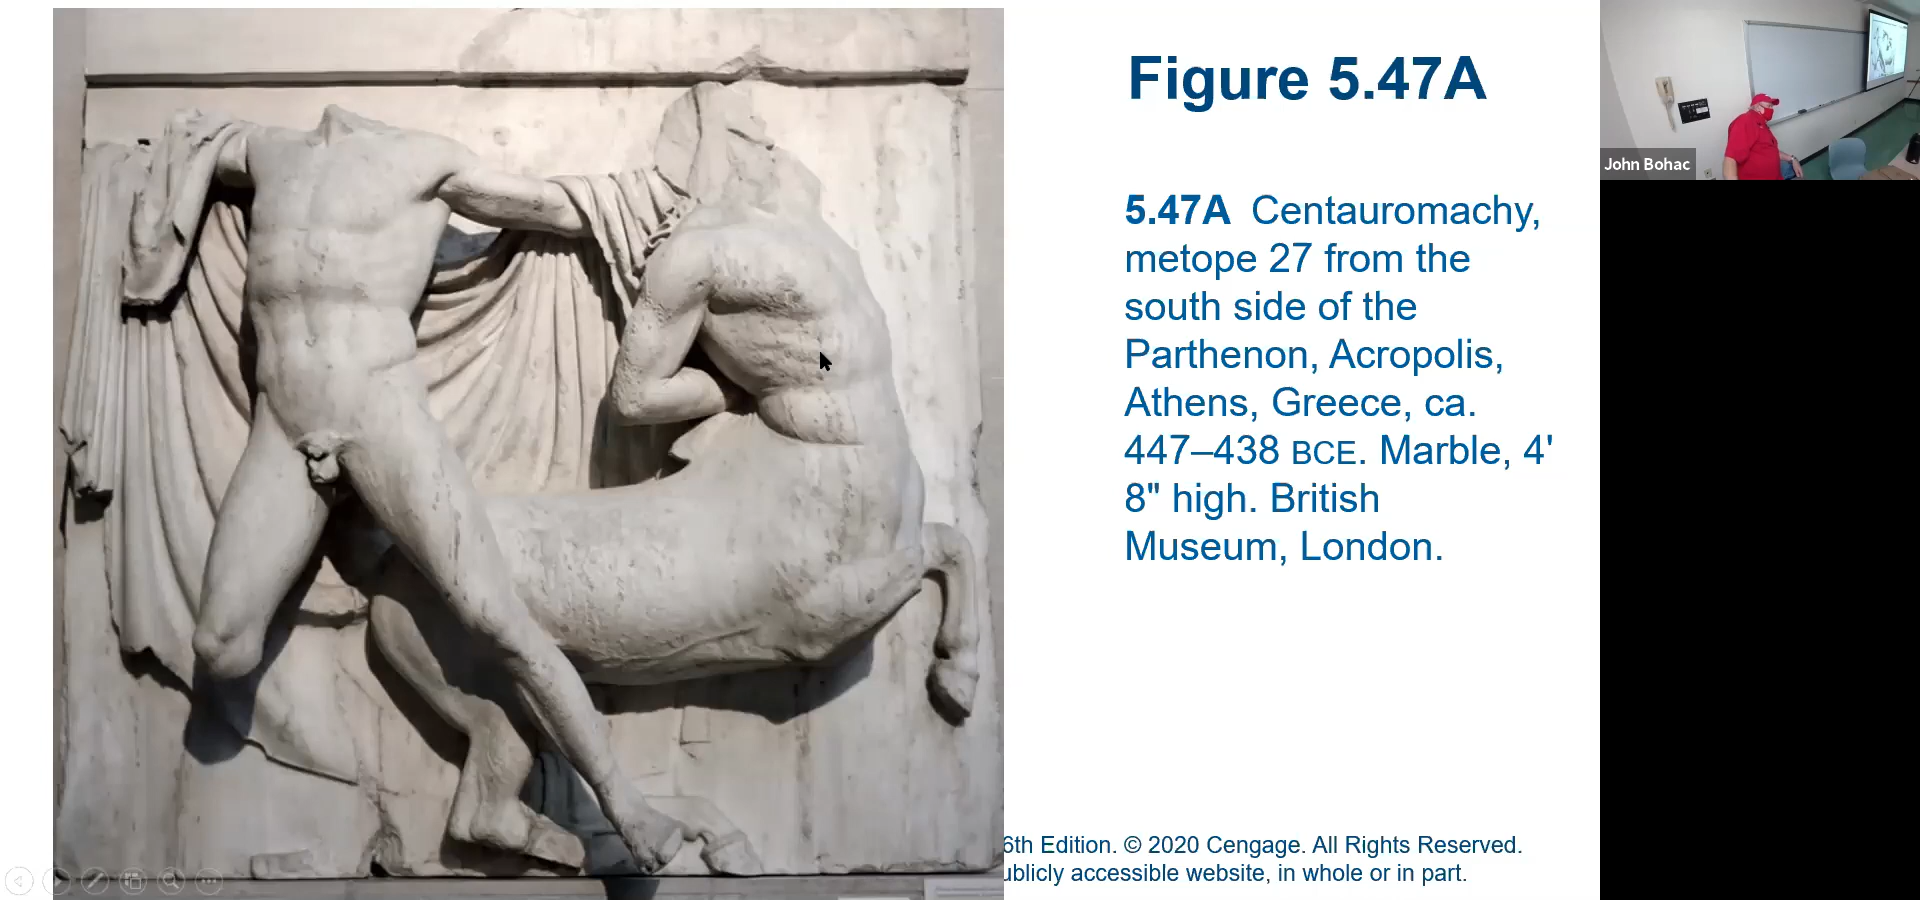 Figure 5.47A
John Bohac
5.47A Centauromachy,
metope 27 from the
south side of the
Parthenon, Acropolis,
Athens, Greece, ca.
447–438 BCE. Marble, 4'
8" high. British
Museum, London.
6th Edition. © 2020 Cengage. All Rights Reserved.
ublicly accessible website, in whole or in part.